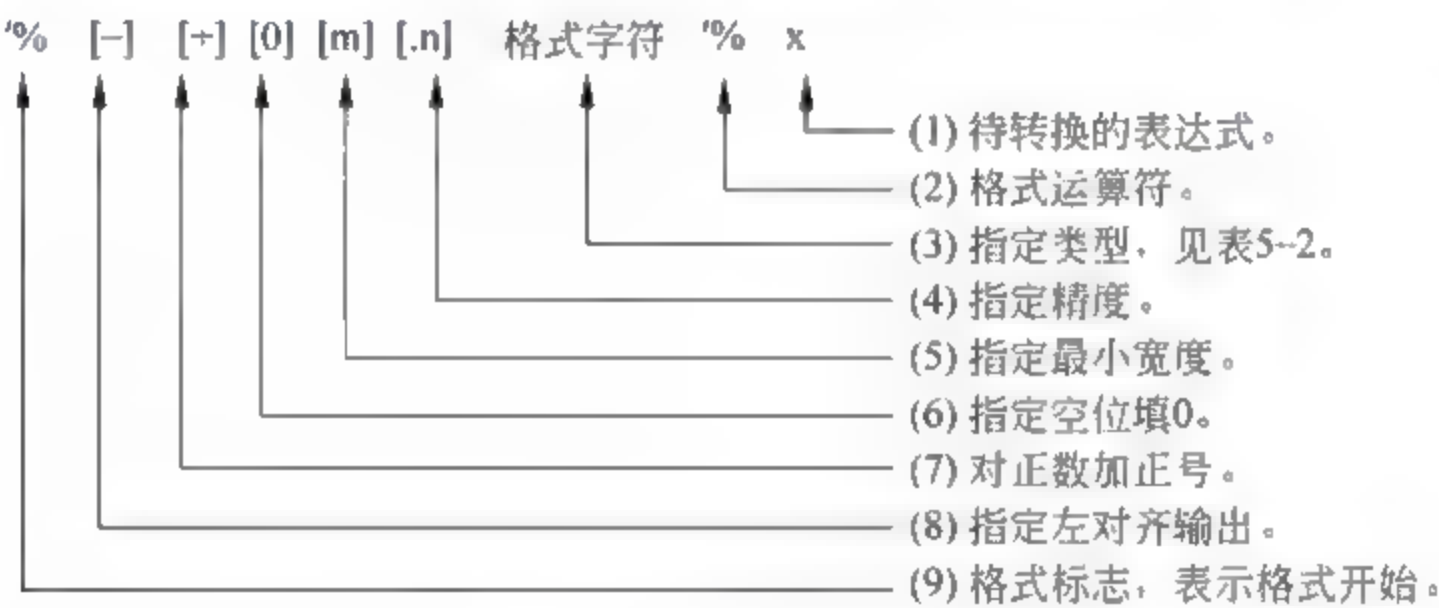 '% [−] [+] [0] [m] [.n] 格式字符 '% x
(1) 待转换的表达式。
(2) 格式运算符。
(3) 指定类型，见表5-2。
(4) 指定精度。
(5) 指定最小宽度。
(6) 指定空位填0。
(7) 对正数加正号。
(8) 指定左对齐输出。
(9) 格式标志，表示格式开始。